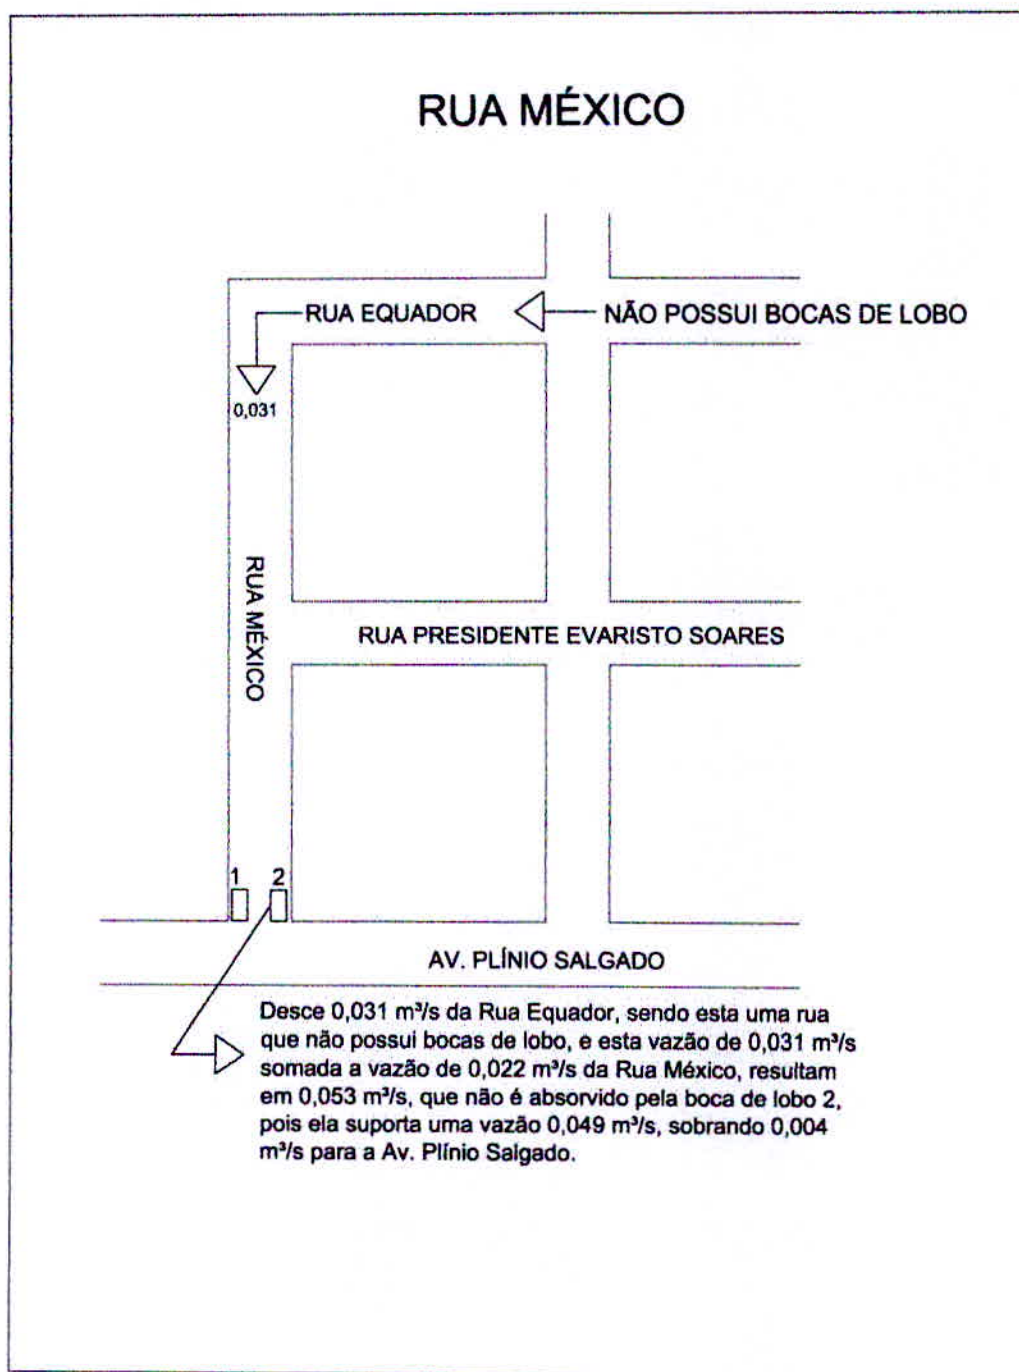 RUA MÉXICO
RUA EQUADOR
NÃO POSSUI BOCAS DE LOBO
0,031
RUA MÉXICO
RUA PRESIDENTE EVARISTO SOARES
1 2
AV. PLÍNIO SALGADO
Desce 0,031 m³/s da Rua Equador, sendo esta uma rua
que não possui bocas de lobo, e esta vazão de 0,031 m³/s
somada a vazão de 0,022 m³/s da Rua México, resultam
em 0,053 m³/s, que não é absorvido pela boca de lobo 2,
pois ela suporta uma vazão 0,049 m³/s, sobrando 0,004
m³/s para a Av. Plínio Salgado.